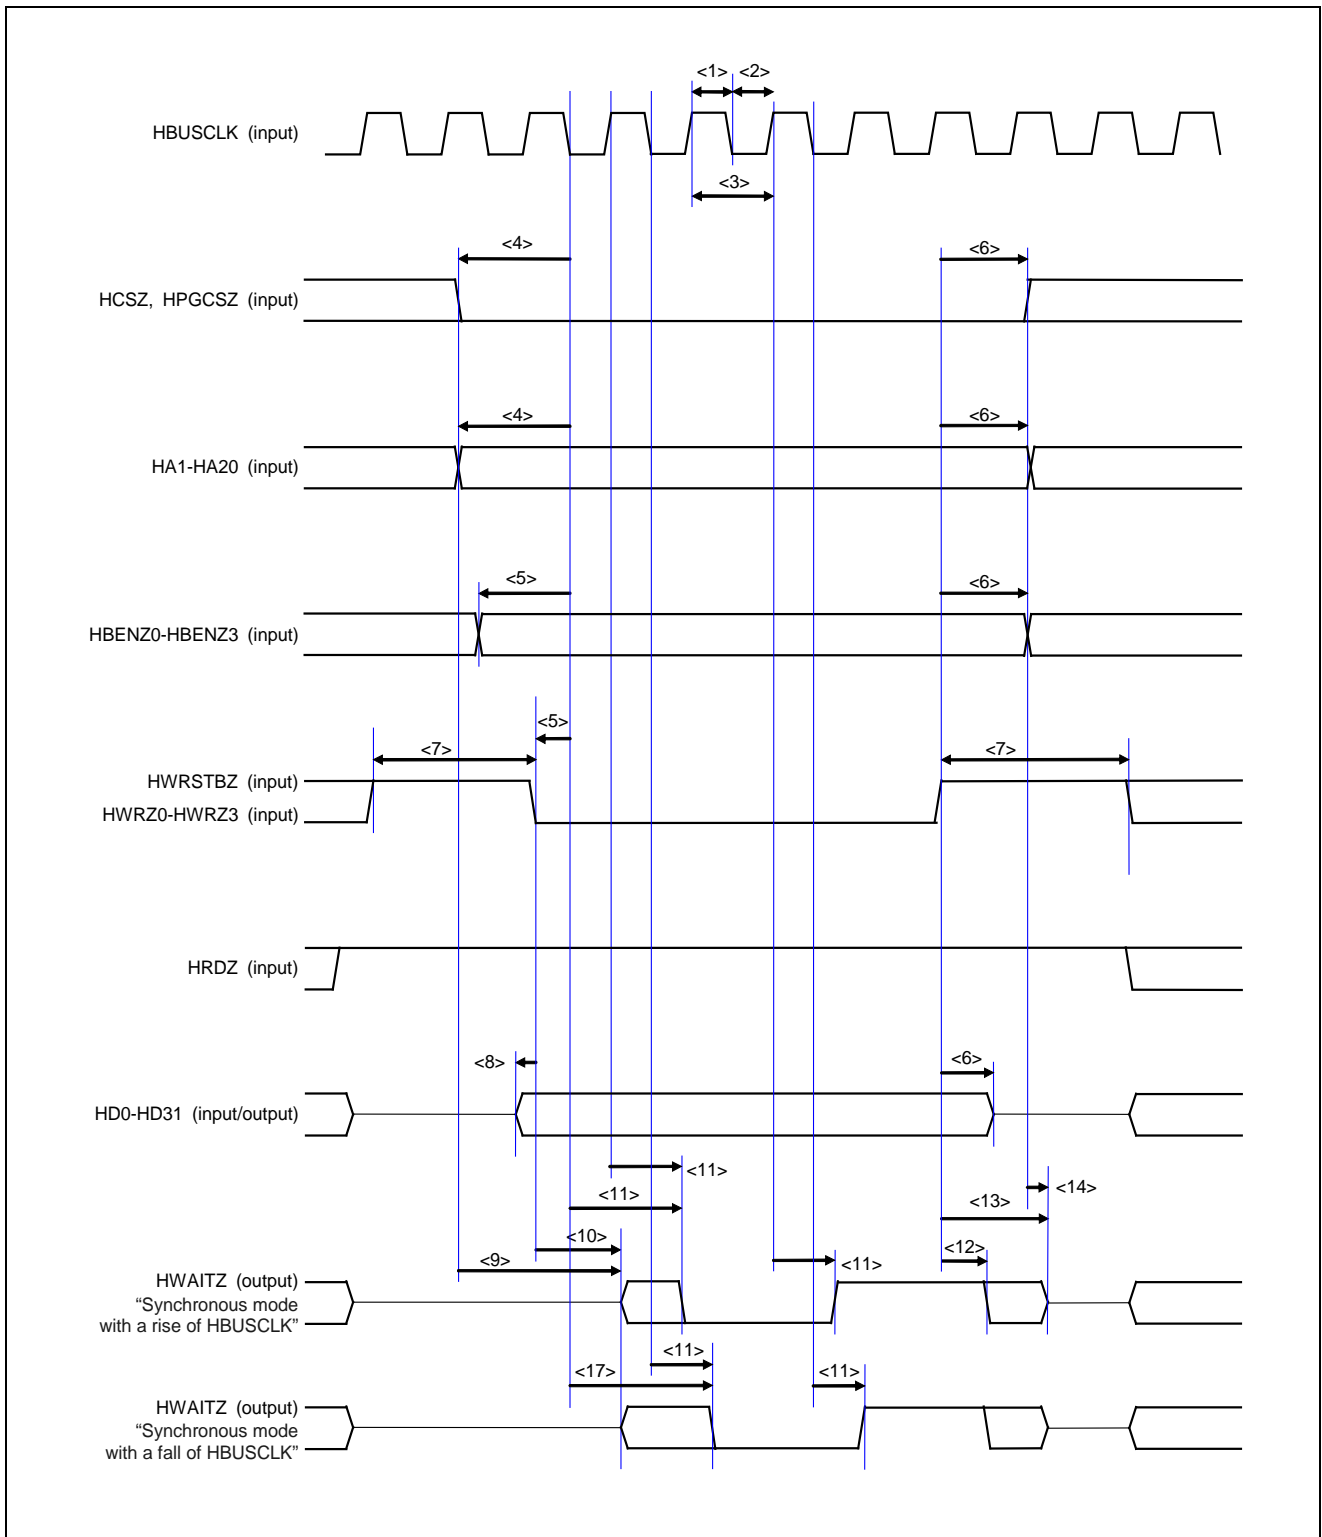 <1> <2>
HBUSCLK (input)
<3>
<4> <6>
HCSZ, HPGCSZ (input)
<4> <6>
HA1-HA20 (input)
<5> <6>
HBENZ0-HBENZ3 (input)
<5>
<7> <7>
HWRSTBZ (input)
HWRZ0-HWRZ3 (input)
HRDZ (input)
<8> <6>
HD0-HD31 (input/output)
<11>
<14>
<11> <13>
<10> <12>
<9> <11>
HWAITZ (output)
“Synchronous mode
with a rise of HBUSCLK”
<11>
<17> <11>
HWAITZ (output)
“Synchronous mode
with a fall of HBUSCLK”